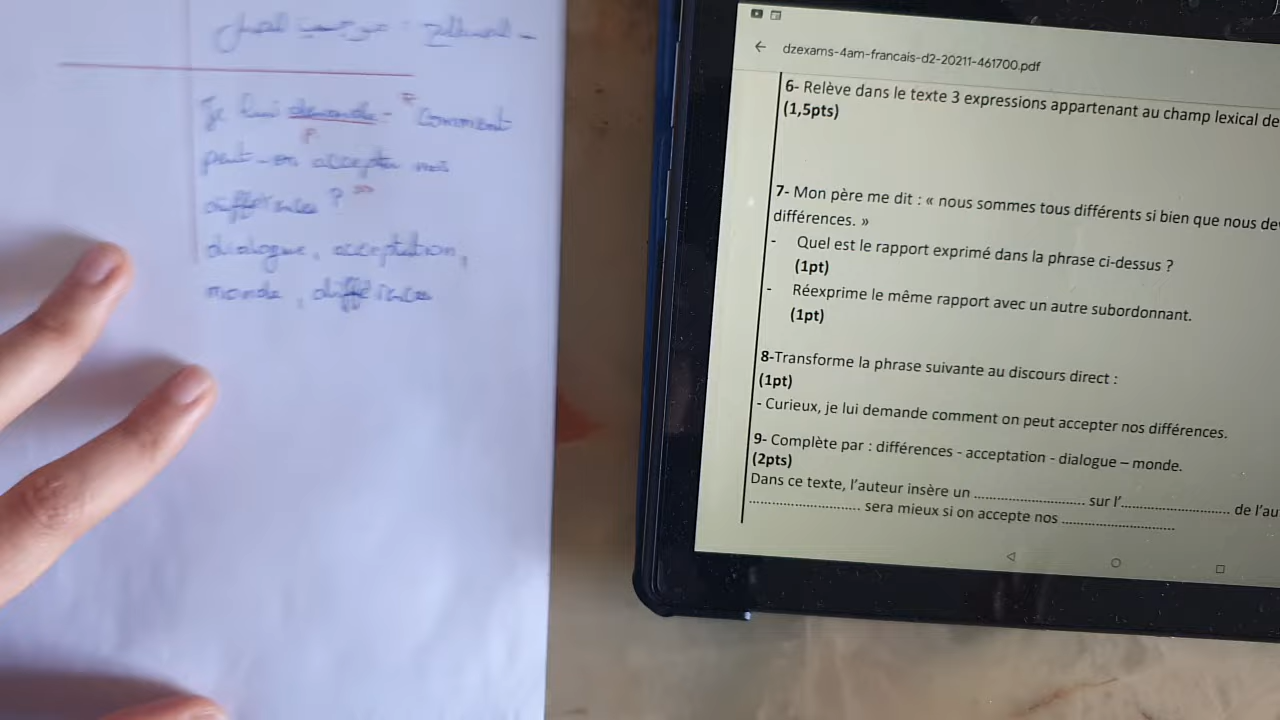 المصطلح : عن حسب الفصل -
Je lui demande - "Comment
peut-on accepter nos
différences ?"
dialogue, acceptation,
monde, différences
dzexams-4am-francais-d2-20211-461700.pdf
6- Relève dans le texte 3 expressions appartenant au champ lexical de
(1,5pts)
7- Mon père me dit : « nous sommes tous différents si bien que nous de
différences. »
- Quel est le rapport exprimé dans la phrase ci-dessus ?
(1pt)
- Réexprime le même rapport avec un autre subordonnant.
(1pt)
8-Transforme la phrase suivante au discours direct :
(1pt)
- Curieux, je lui demande comment on peut accepter nos différences.
9- Complète par : différences - acceptation - dialogue – monde.
(2pts)
Dans ce texte, l'auteur insère un ............................ sur l'............................ de l'au
............................ sera mieux si on accepte nos ............................